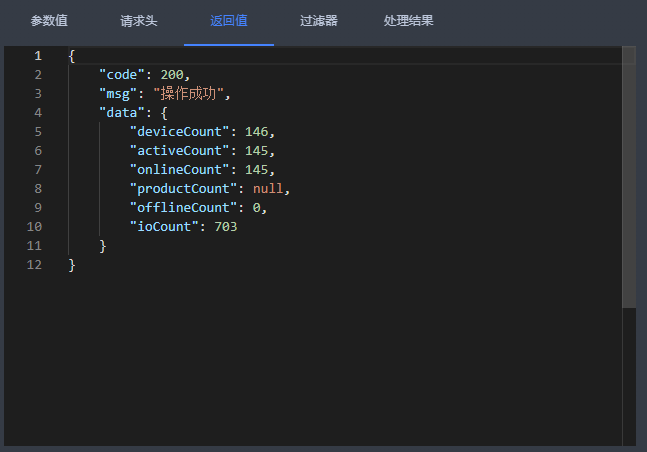 参数值 请求头 返回值 过滤器 处理结果
1 {
2 "code": 200,
3 "msg": "操作成功",
4 "data": {
5 "deviceCount": 146,
6 "activeCount": 145,
7 "onlineCount": 145,
8 "productCount": null,
9 "offlineCount": 0,
10 "ioCount": 703
11 }
12 }